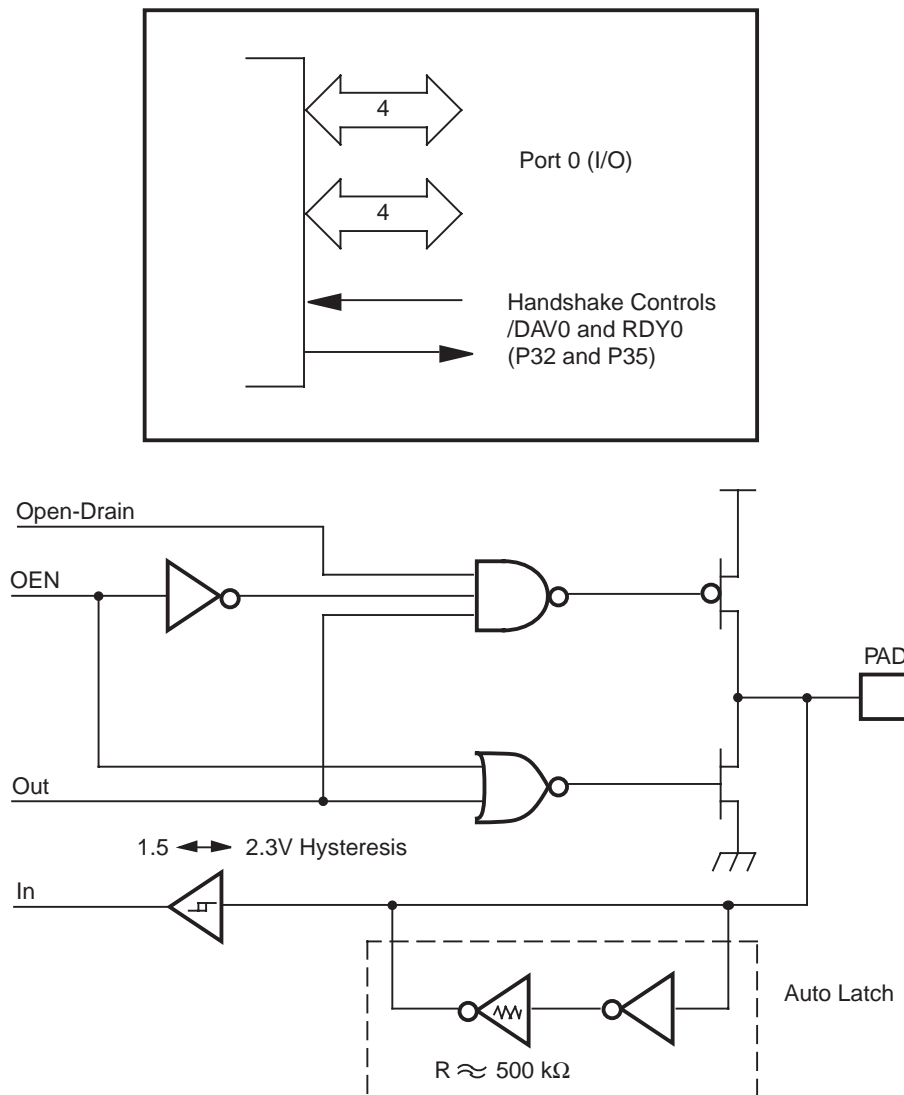 4
Port 0 (I/O)
4
Handshake Controls
/DAV0 and RDY0
(P32 and P35)
Open-Drain
OEN
PAD
Out
1.5 2.3V Hysteresis
In
Auto Latch
R ≈ 500 kΩ